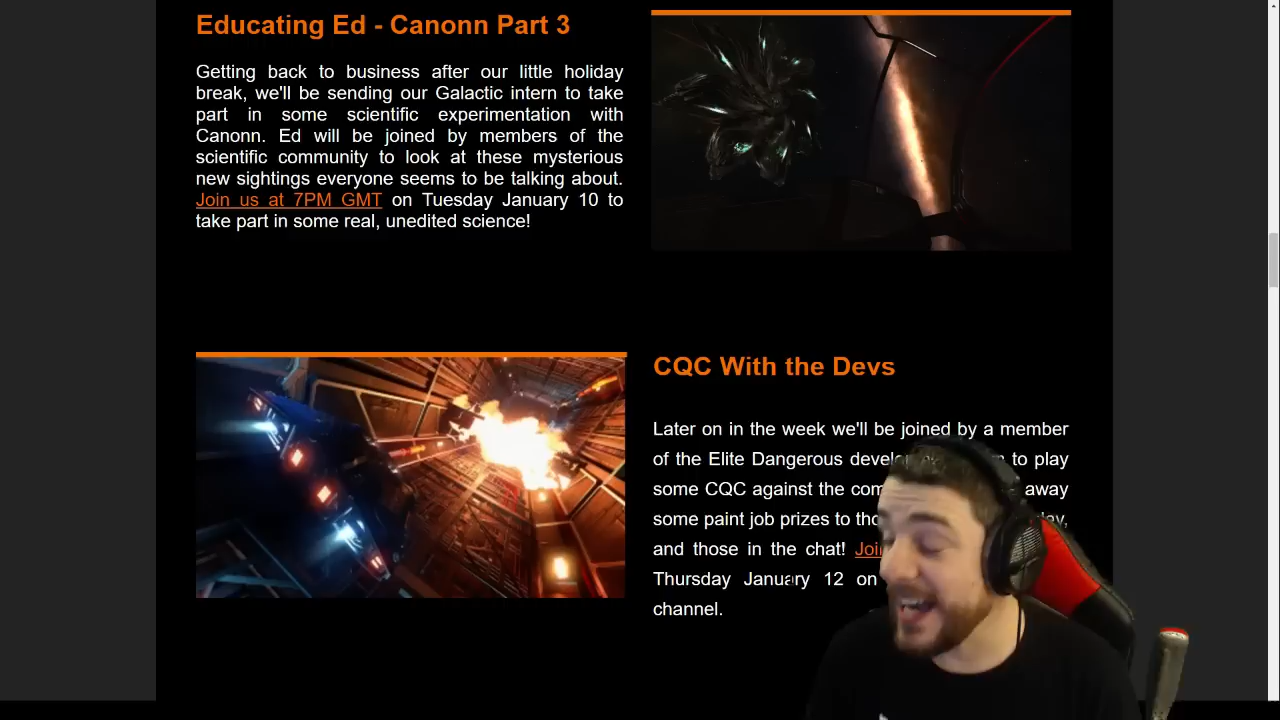 Educating Ed - Canonn Part 3
Getting back to business after our little holiday
break, we'll be sending our Galactic intern to take
part in some scientific experimentation with
Canonn. Ed will be joined by members of the
scientific community to look at these mysterious
new sightings everyone seems to be talking about.
Join us at 7PM GMT on Tuesday January 10 to
take part in some real, unedited science!
CQC With the Devs
Later on in the week we'll be joined by a member
of the Elite Dangerous to play
some CQC against the away
some paint job prizes to
and those in the chat!
Thursday January 12 on
channel.